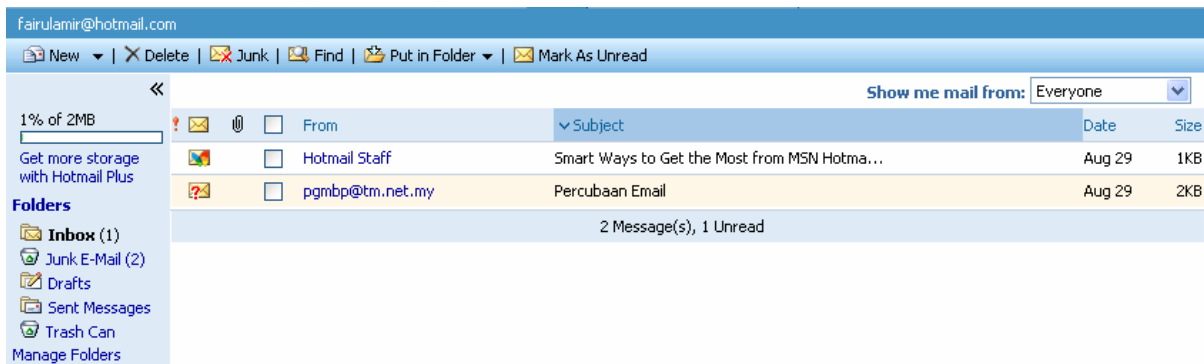 fairulamir@hotmail.com
New | Delete | Junk | Find | Put in Folder | Mark As Unread
«
Show me mail from: Everyone
1% of 2MB
Get more storage
with Hotmail Plus
! From Subject Date Size
Hotmail Staff Smart Ways to Get the Most from MSN Hotma... Aug 29 1KB
pgmbp@tm.net.my Percubaan Email Aug 29 2KB
2 Message(s), 1 Unread
Folders
Inbox (1)
Junk E-Mail (2)
Drafts
Sent Messages
Trash Can
Manage Folders